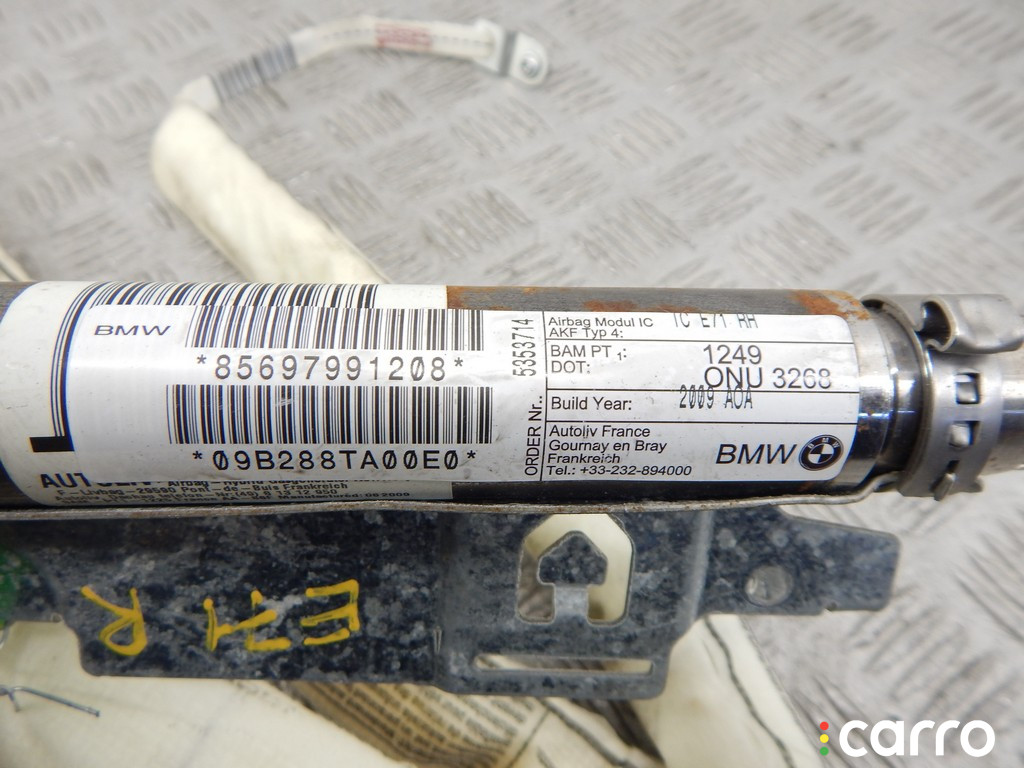 BMW
*85697991208*
*09B288TA00E0*
ORDER Nr.: 5353714
Airbag Modul IC IC E71 RH
AKF Typ 4:
BAM PT 1: 1249
DOT: ONU 3268
Build Year: 2009 AOA
Autoliv France
Gournay en Bray
Frankreich
Tel.: +33-232-894000
BMW
E71 R
carro